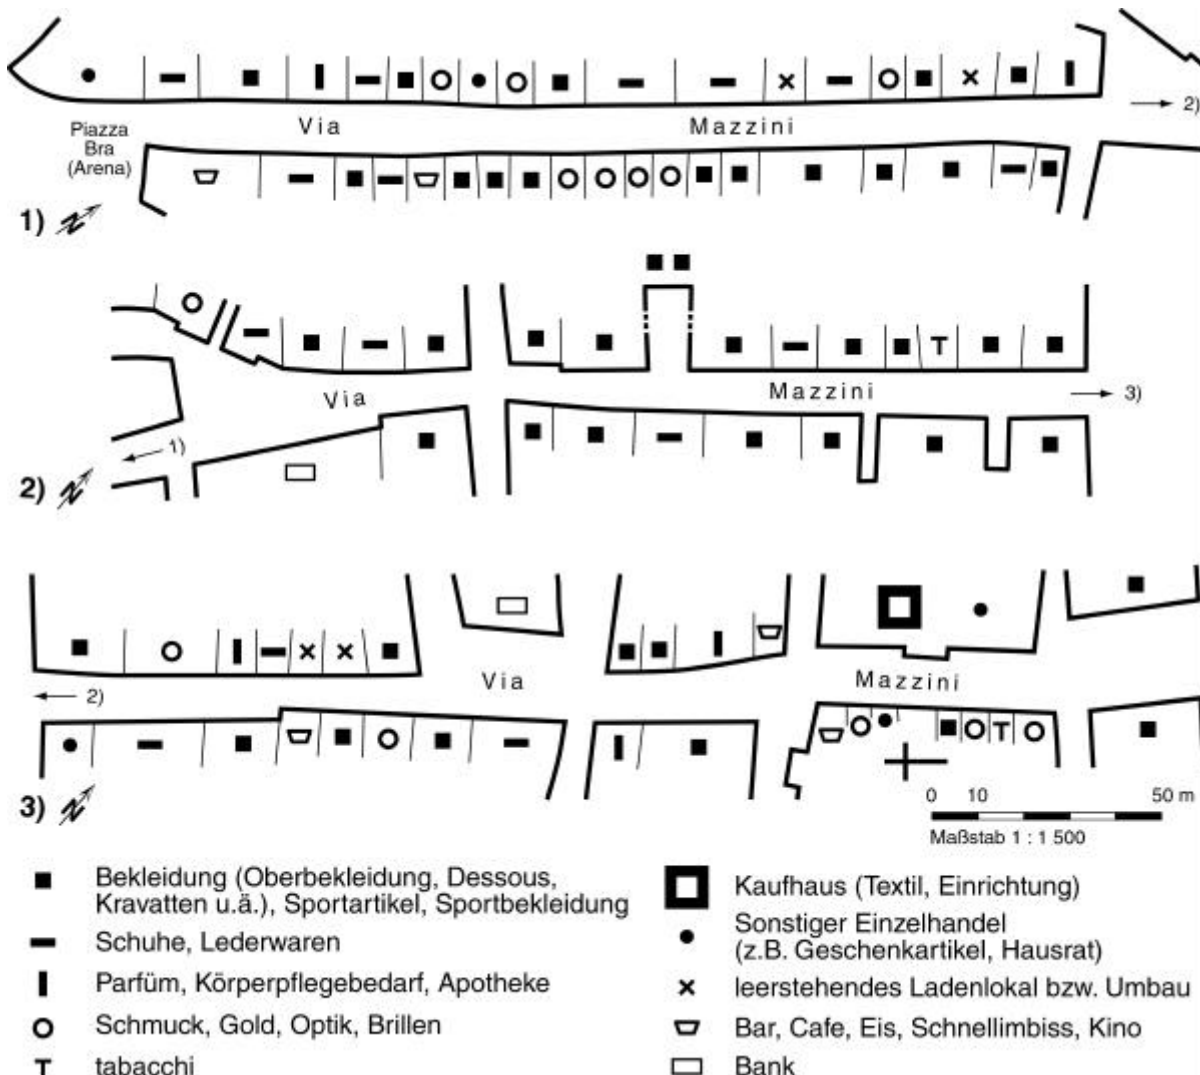 Via Mazzini
2)
Piazza
Bra
(Arena)
1) N
Via Mazzini
3)
1)
2) N
Via Mazzini
2)
3) N
0 10 50 m
Maßstab 1 : 1 500
Bekleidung (Oberbekleidung, Dessous,
Kravatten u.ä.), Sportartikel, Sportbekleidung
Schuhe, Lederwaren
Parfüm, Körperpflegebedarf, Apotheke
Schmuck, Gold, Optik, Brillen
T tabacchi
Kaufhaus (Textil, Einrichtung)
Sonstiger Einzelhandel
(z.B. Geschenkartikel, Hausrat)
leerstehendes Ladenlokal bzw. Umbau
Bar, Cafe, Eis, Schnellimbiss, Kino
Bank